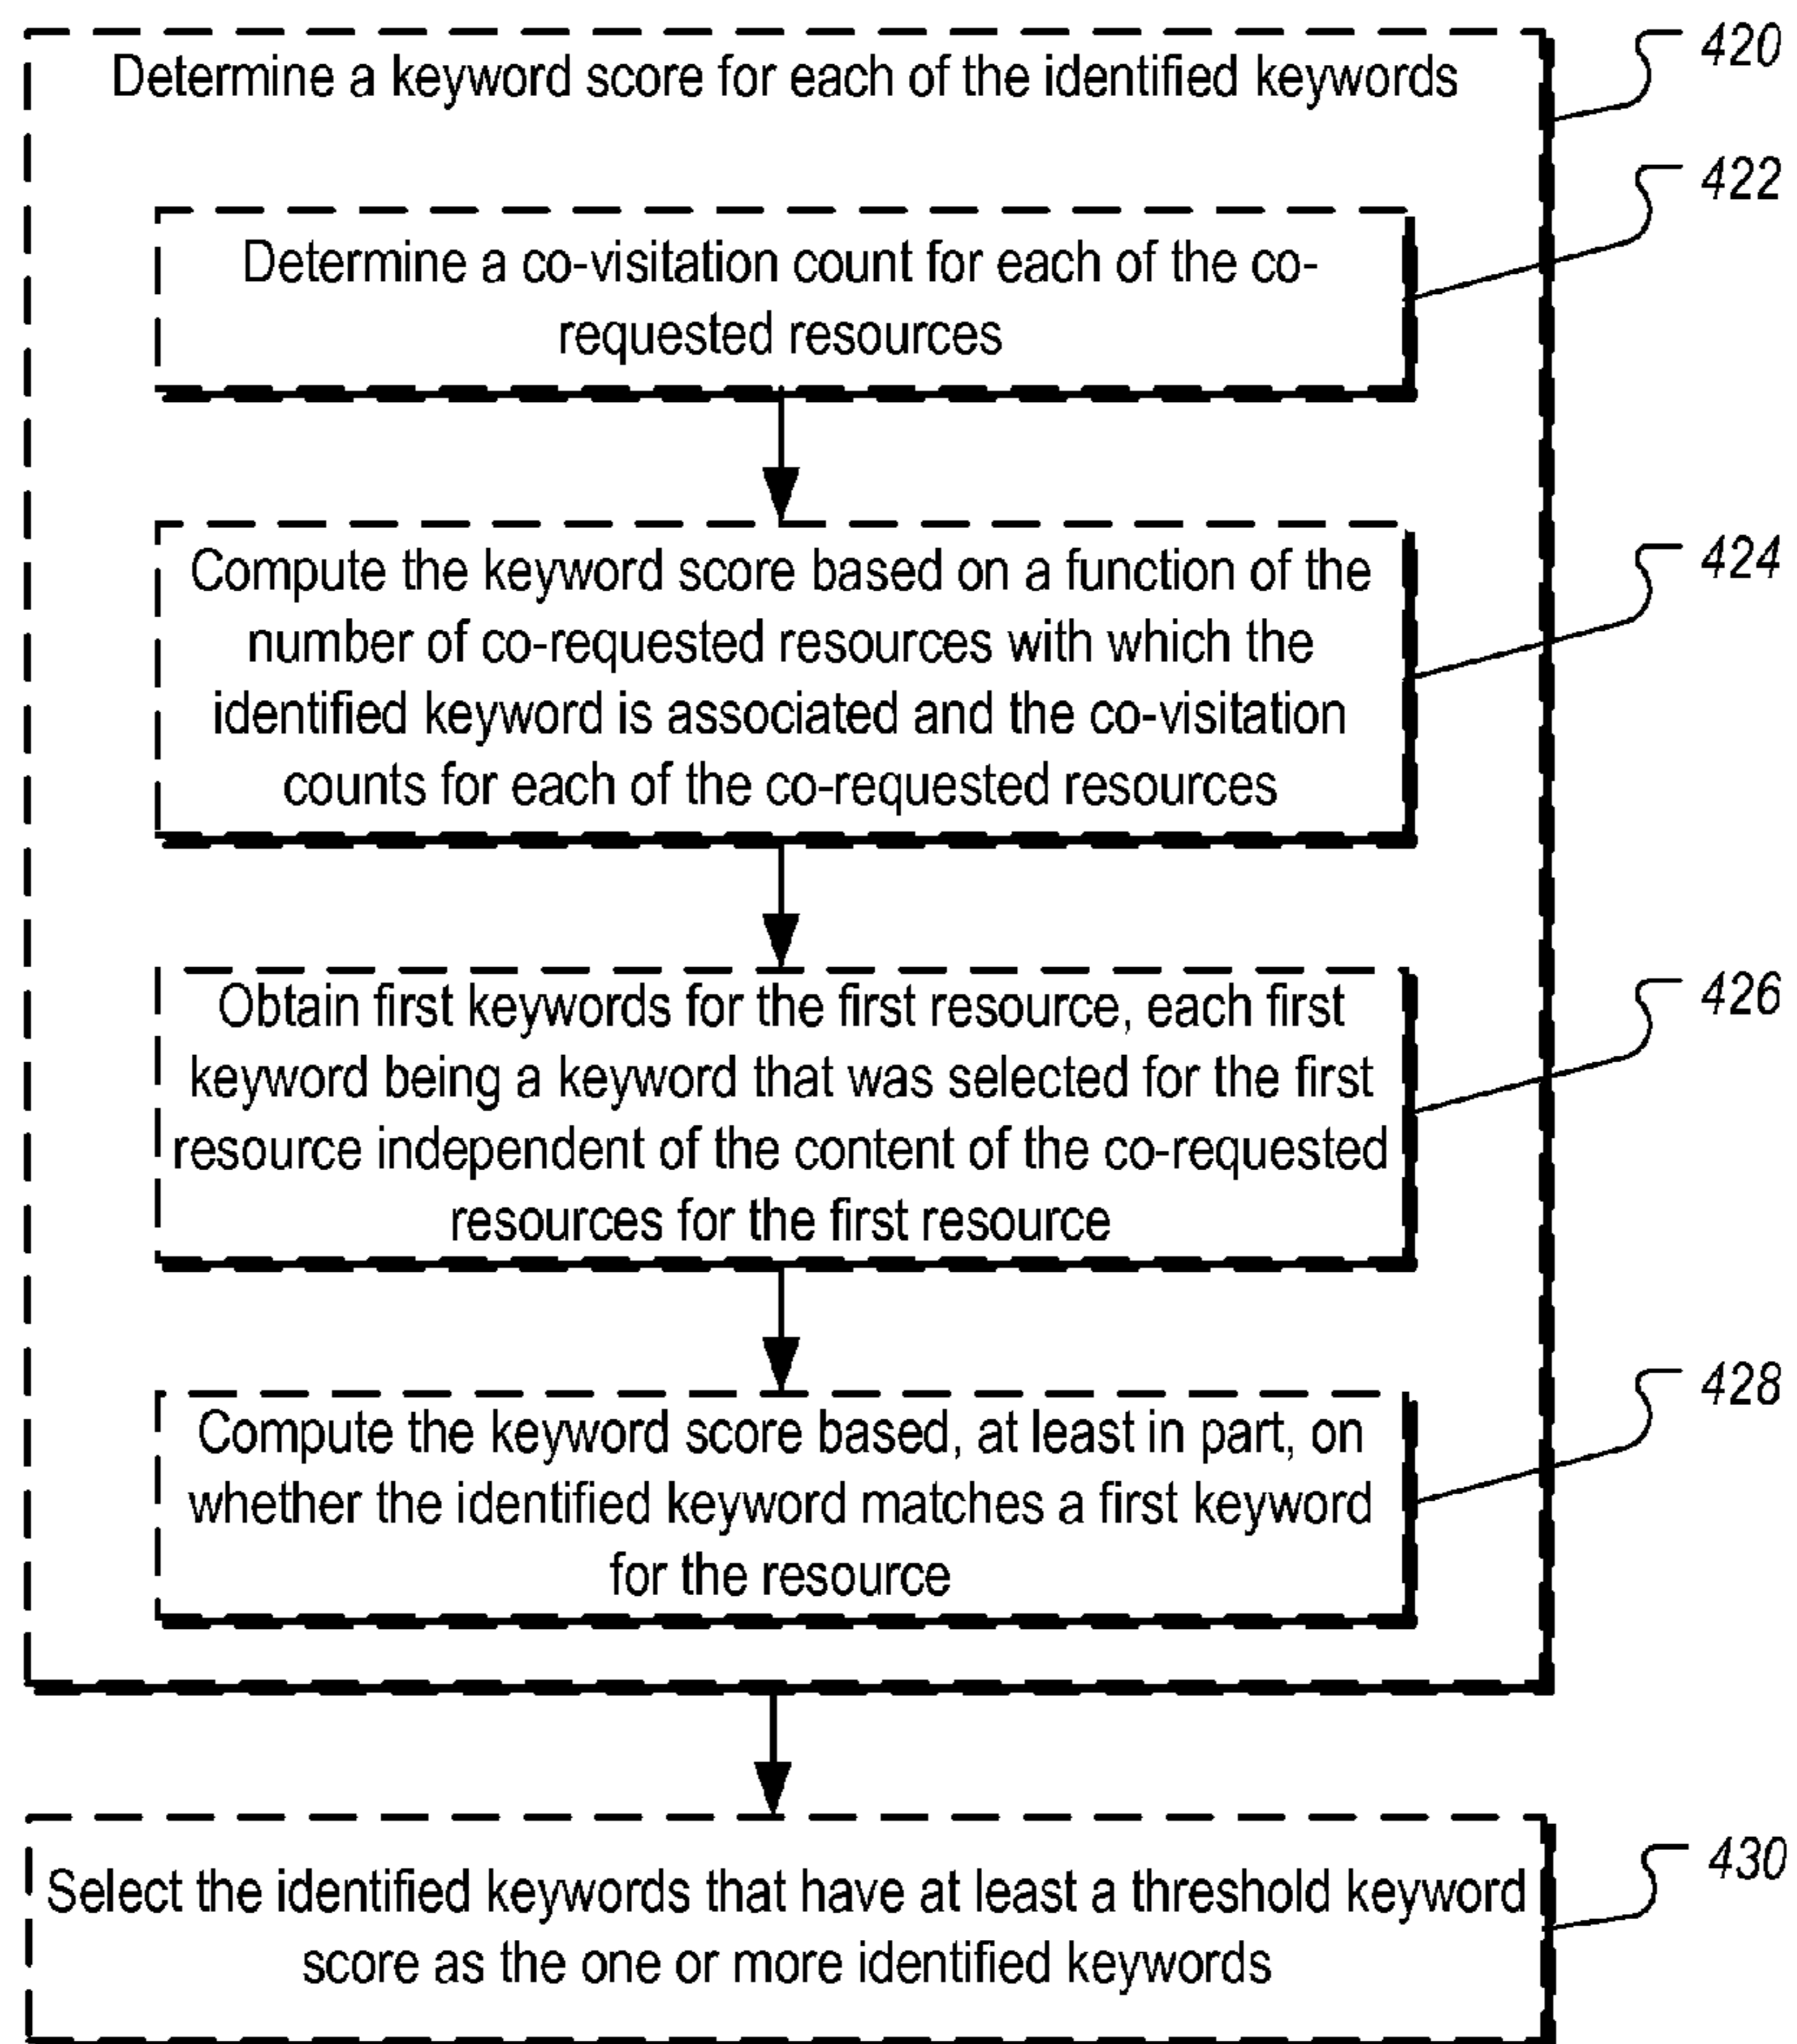 Determine a keyword score for each of the identified keywords
420
422
Determine a co-visitation count for each of the co-
requested resources
424
Compute the keyword score based on a function of the
number of co-requested resources with which the
identified keyword is associated and the co-visitation
counts for each of the co-requested resources
426
Obtain first keywords for the first resource, each first
keyword being a keyword that was selected for the first
resource independent of the content of the co-requested
resources for the first resource
428
Compute the keyword score based, at least in part, on
whether the identified keyword matches a first keyword
for the resource
430
Select the identified keywords that have at least a threshold keyword
score as the one or more identified keywords